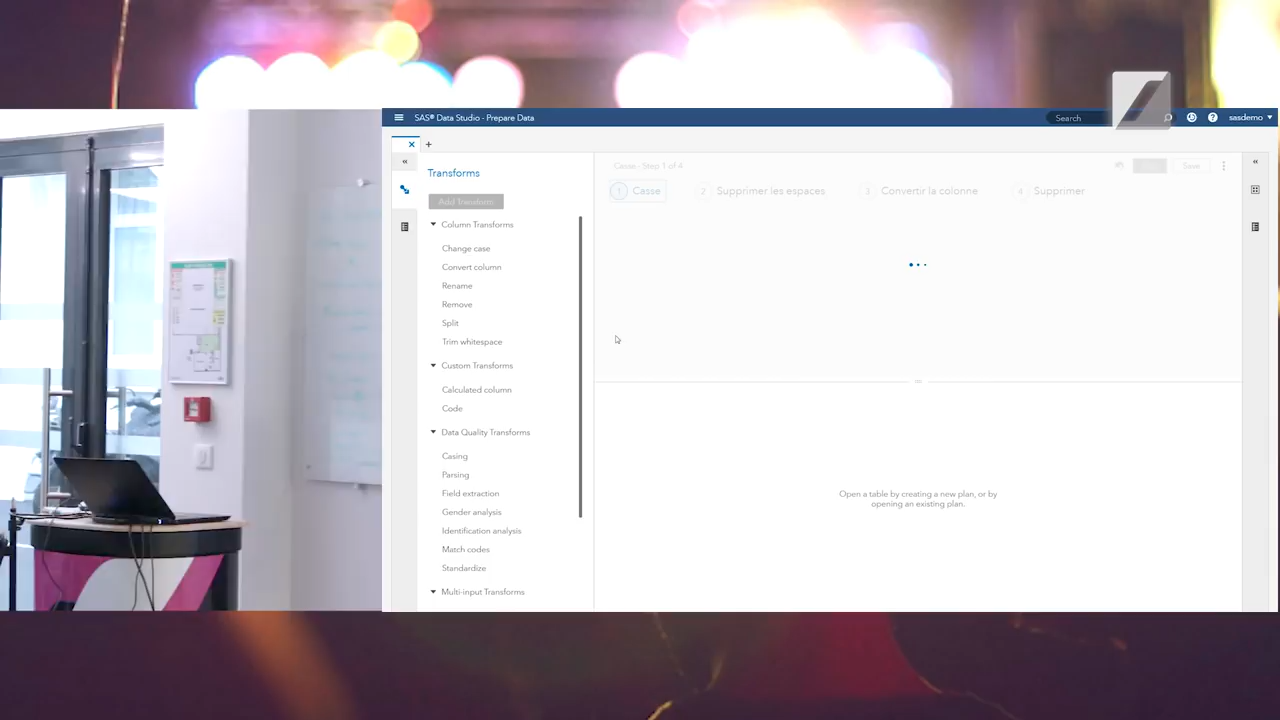 SAS® Data Studio - Prepare Data
Search
sasdemo
Transforms
Add Transform
Column Transforms
Change case
Convert column
Rename
Remove
Split
Trim whitespace
Custom Transforms
Calculated column
Code
Data Quality Transforms
Casing
Parsing
Field extraction
Gender analysis
Identification analysis
Match codes
Standardize
Multi-input Transforms
Casse - Step 1 of 4
Save
1 Casse
2 Supprimer les espaces
3 Convertir la colonne
4 Supprimer
Open a table by creating a new plan, or by
opening an existing plan.